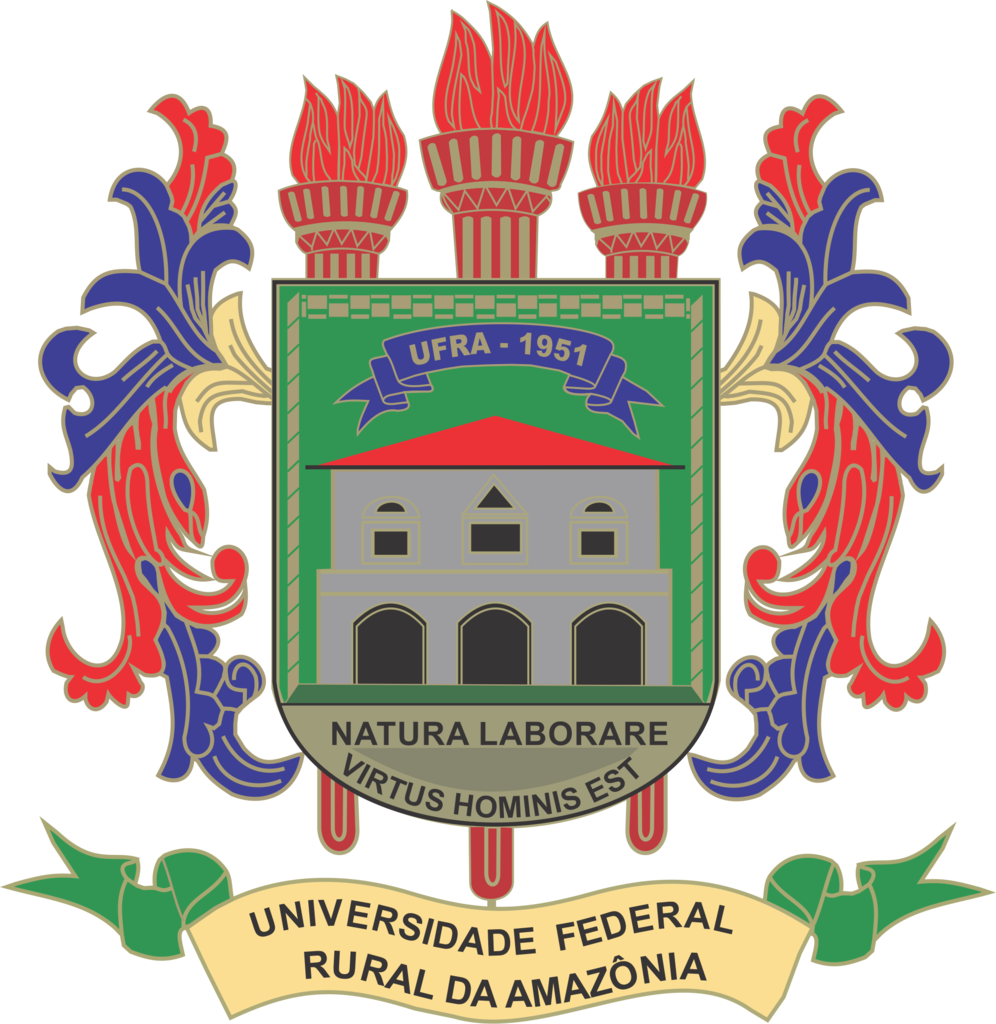 UFRA - 1951
NATURA LABORARE
VIRTUS HOMINIS EST
UNIVERSIDADE FEDERAL
RURAL DA AMAZÔNIA